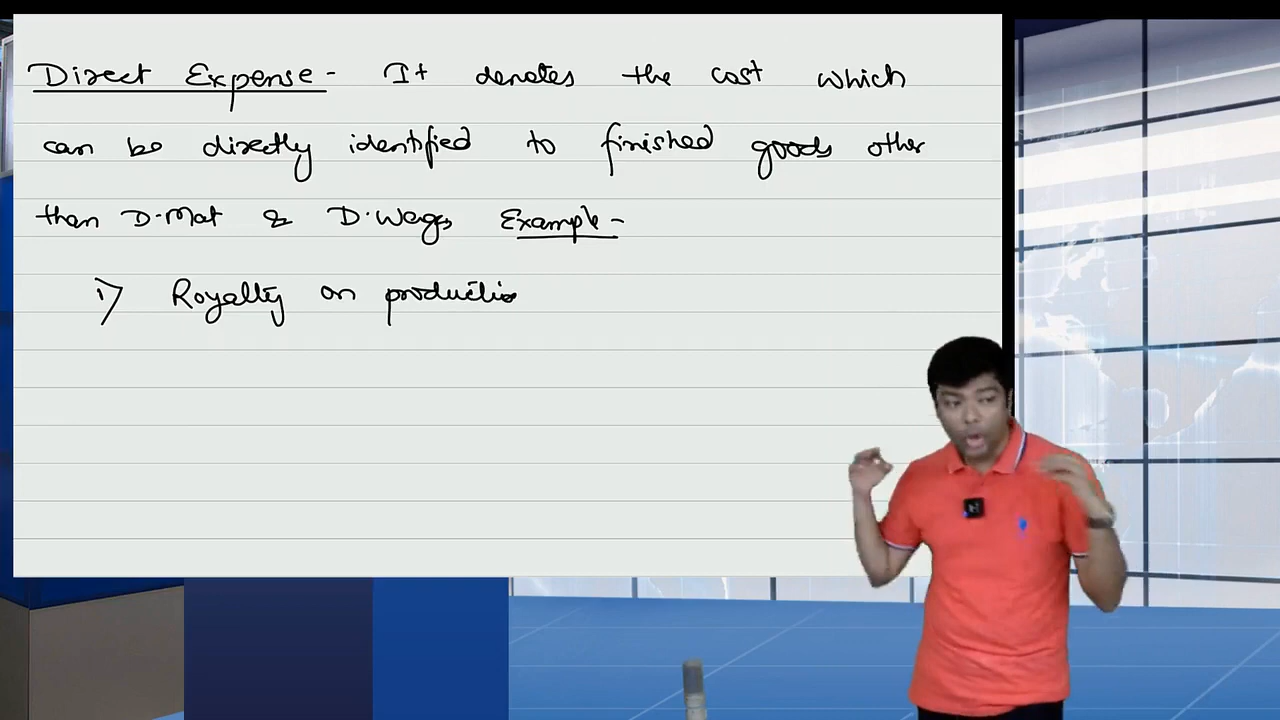 Direct Expense- It denotes the cost which
can be directly identified to finished goods other
than D.Mat & D.Wages Example-
i) Royalty on production